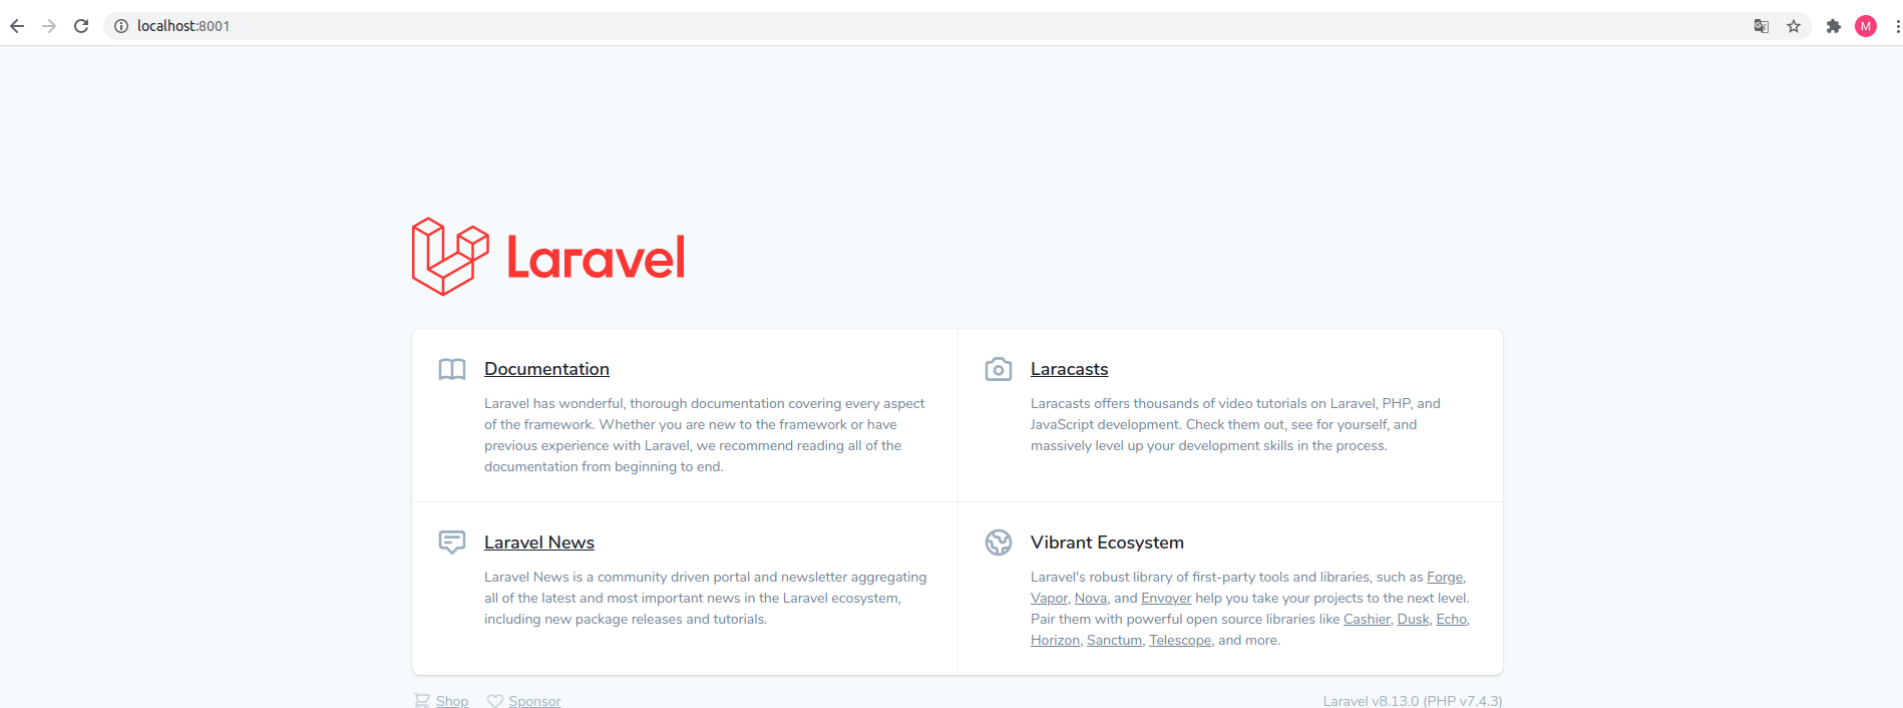 localhost:8001
M
Laravel
Documentation
Laravel has wonderful, thorough documentation covering every aspect
of the framework. Whether you are new to the framework or have
previous experience with Laravel, we recommend reading all of the
documentation from beginning to end.
Laracasts
Laracasts offers thousands of video tutorials on Laravel, PHP, and
JavaScript development. Check them out, see for yourself, and
massively level up your development skills in the process.
Laravel News
Laravel News is a community driven portal and newsletter aggregating
all of the latest and most important news in the Laravel ecosystem,
including new package releases and tutorials.
Vibrant Ecosystem
Laravel's robust library of first-party tools and libraries, such as Forge,
Vapor, Nova, and Envoyer help you take your projects to the next level.
Pair them with powerful open source libraries like Cashier, Dusk, Echo,
Horizon, Sanctum, Telescope, and more.
Shop Sponsor
Laravel v8.13.0 (PHP v7.4.3)